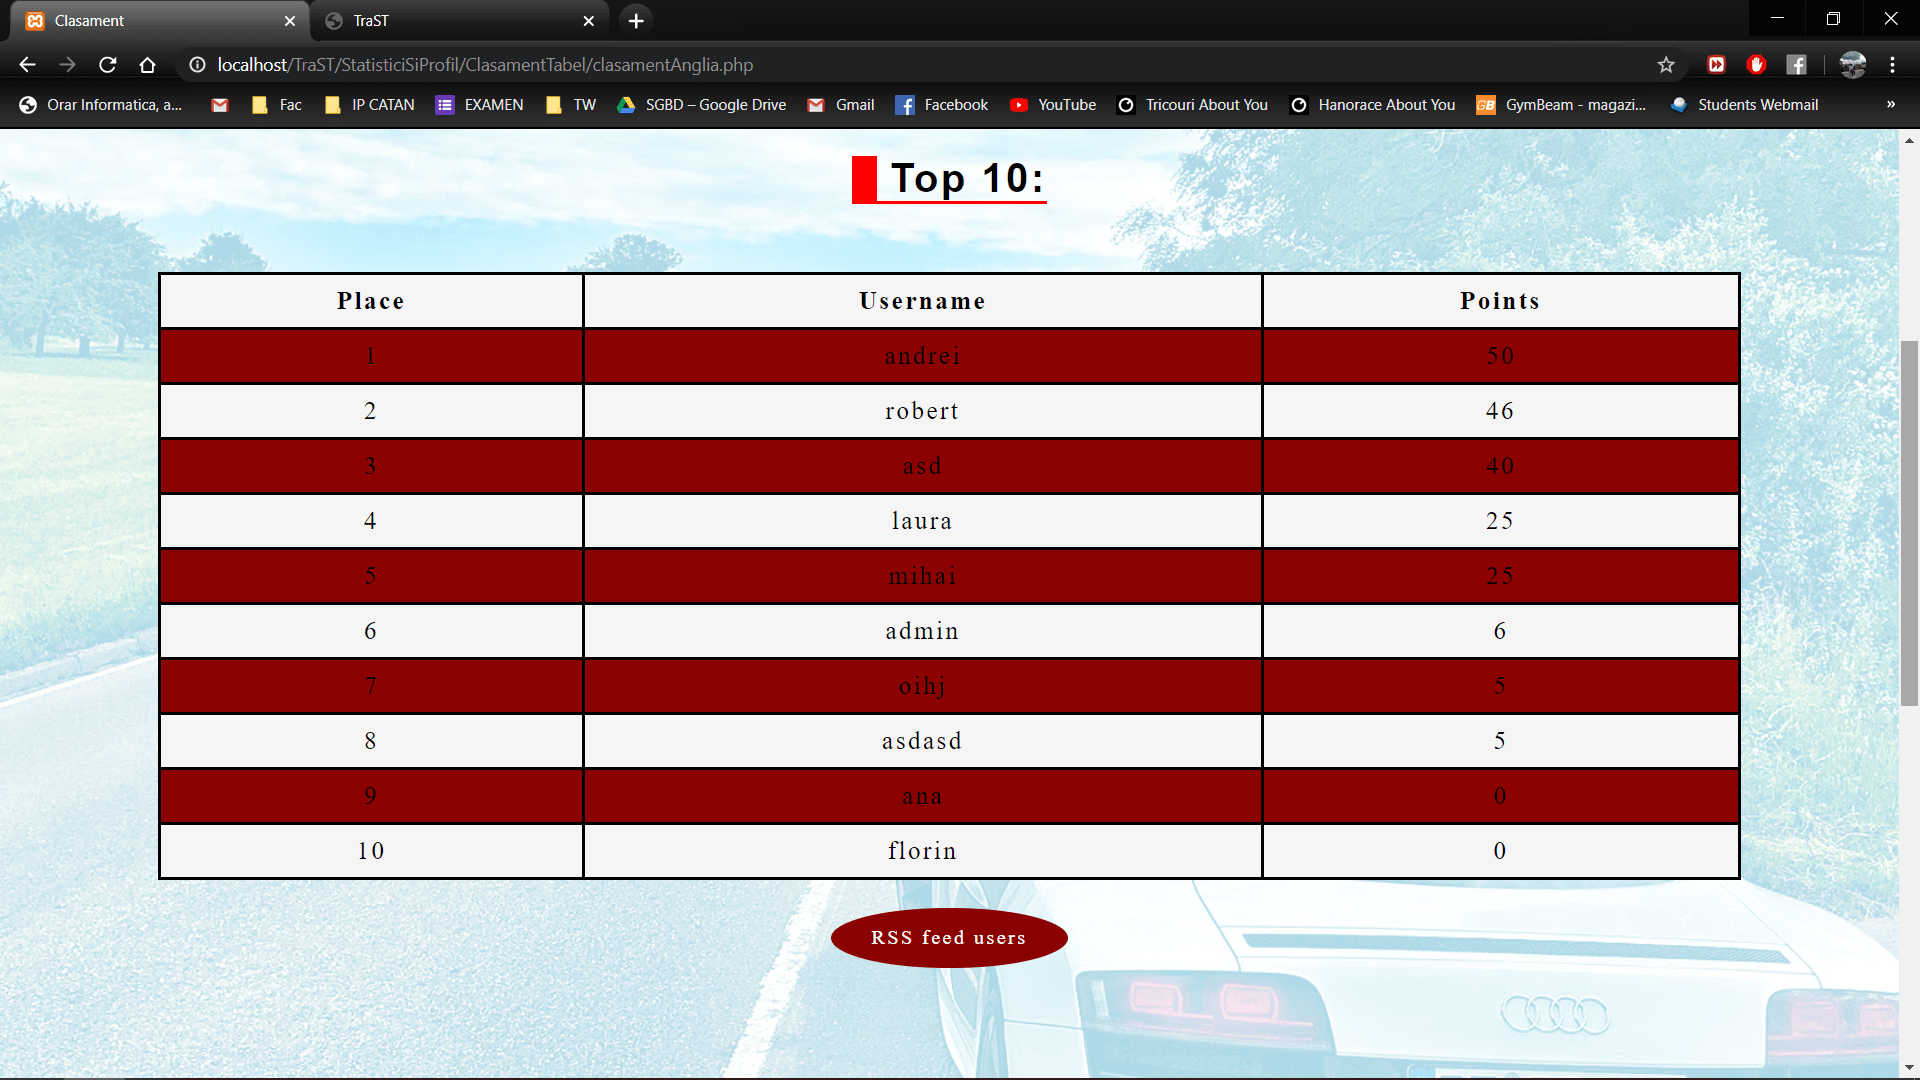 Clasament TraST
localhost/TraST/StatisticiSiProfil/ClasamentTabel/clasamentAnglia.php
Orar Informatica, a... Fac IP CATAN EXAMEN TW SGBD – Google Drive Gmail Facebook YouTube Tricouri About You Hanorace About You GymBeam - magazi... Students Webmail »
Top 10:
Place Username Points
1 andrei 50
2 robert 46
3 asd 40
4 laura 25
5 mihai 25
6 admin 6
7 oihj 5
8 asdasd 5
9 ana 0
10 florin 0
RSS feed users